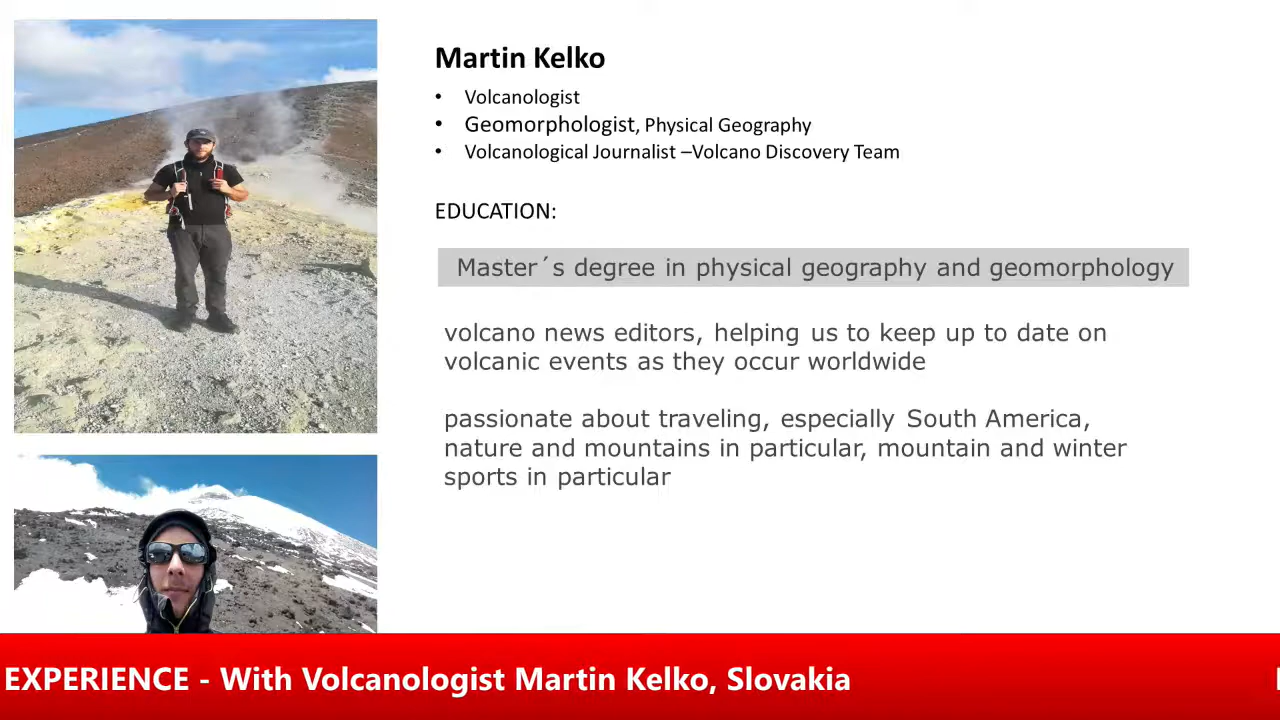 Martin Kelko
• Volcanologist
• Geomorphologist, Physical Geography
• Volcanological Journalist –Volcano Discovery Team
EDUCATION:
Master´s degree in physical geography and geomorphology
volcano news editors, helping us to keep up to date on
volcanic events as they occur worldwide
passionate about traveling, especially South America,
nature and mountains in particular, mountain and winter
sports in particular
EXPERIENCE - With Volcanologist Martin Kelko, Slovakia